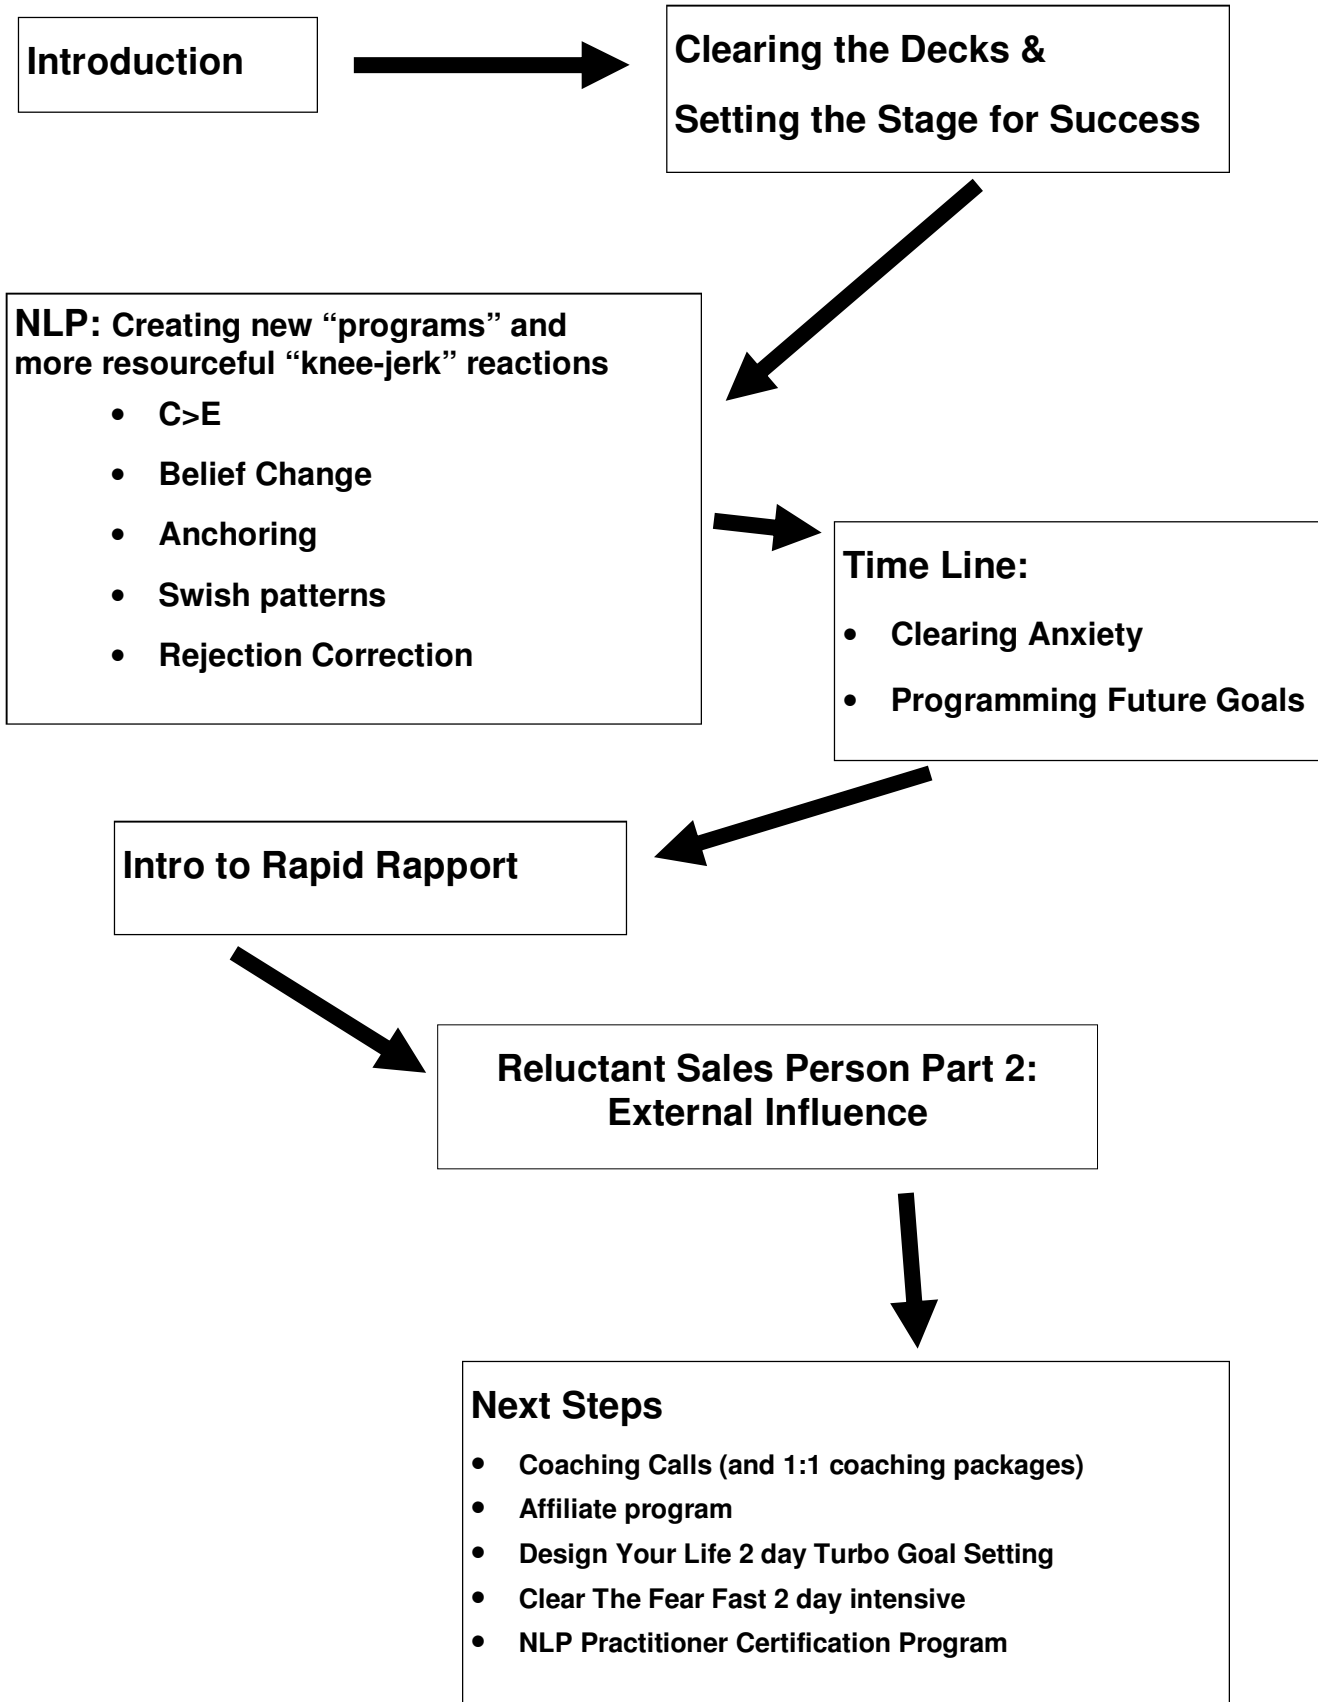 Introduction
Clearing the Decks &
Setting the Stage for Success
NLP: Creating new “programs” and
more resourceful “knee-jerk” reactions
• C>E
• Belief Change
• Anchoring
• Swish patterns
• Rejection Correction
Time Line:
• Clearing Anxiety
• Programming Future Goals
Intro to Rapid Rapport
Reluctant Sales Person Part 2:
External Influence
Next Steps
• Coaching Calls (and 1:1 coaching packages)
• Affiliate program
• Design Your Life 2 day Turbo Goal Setting
• Clear The Fear Fast 2 day intensive
• NLP Practitioner Certification Program